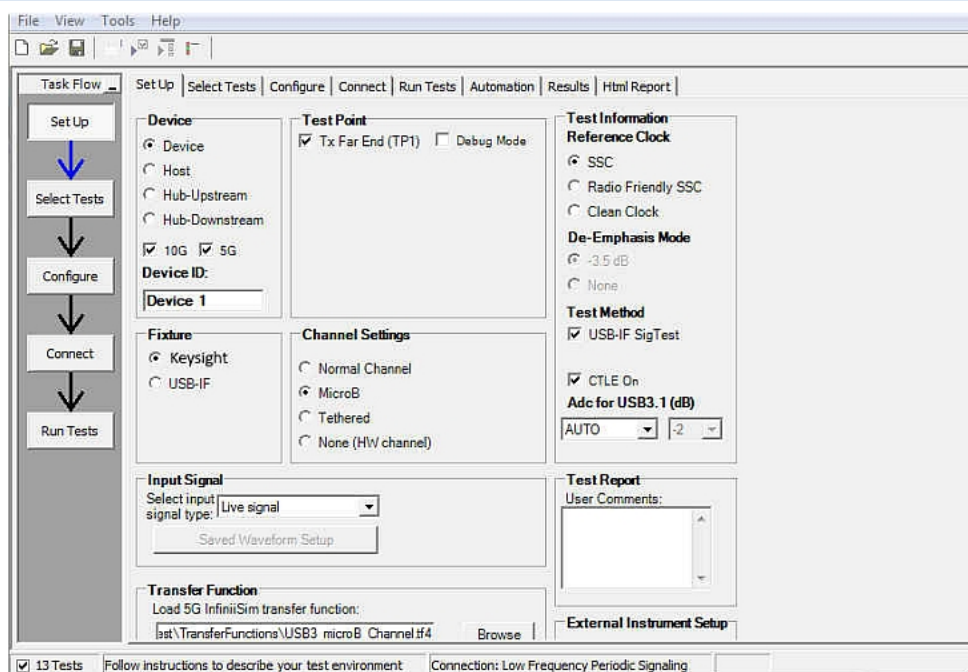 File View Tools Help
Task Flow
Set Up
Select Tests
Configure
Connect
Run Tests
Set Up Select Tests Configure Connect Run Tests Automation Results Html Report
Device
Device
Host
Hub-Upstream
Hub-Downstream
10G 5G
Device ID:
Device 1
Test Point
Tx Far End (TP1) Debug Mode
Test Information
Reference Clock
SSC
Radio Friendly SSC
Clean Clock
De-Emphasis Mode
-3.5 dB
None
Test Method
USB-IF SigTest
CTLE On
Adc for USB3.1 (dB)
AUTO -2
Fixture
Keysight
USB-IF
Channel Settings
Normal Channel
MicroB
Tethered
None (HW channel)
Input Signal
Select input
signal type: Live signal
Saved Waveform Setup
Test Report
User Comments:
Transfer Function
Load 5G InfiniiSim transfer function:
est\TransferFunctions\USB3_microB_Channel.tf4 Browse
External Instrument Setup
13 Tests Follow instructions to describe your test environment Connection: Low Frequency Periodic Signaling